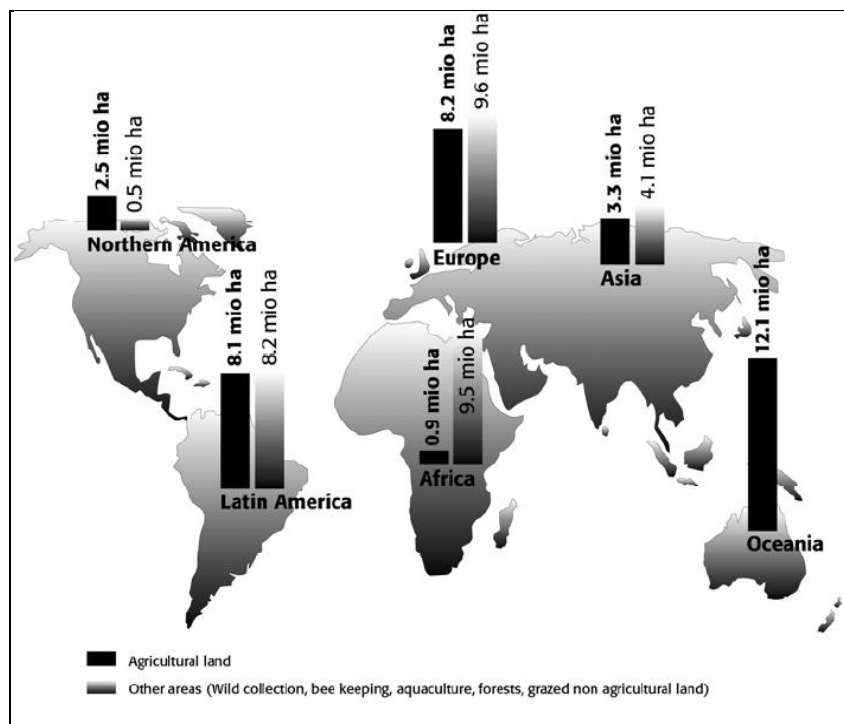 2.5 mio ha
0.5 mio ha
Northern America
8.2 mio ha
9.6 mio ha
Europe
3.3 mio ha
4.1 mio ha
Asia
8.1 mio ha
8.2 mio ha
Latin America
0.9 mio ha
9.5 mio ha
Africa
12.1 mio ha
Oceania
Agricultural land
Other areas (Wild collection, bee keeping, aquaculture, forests, grazed non agricultural land)